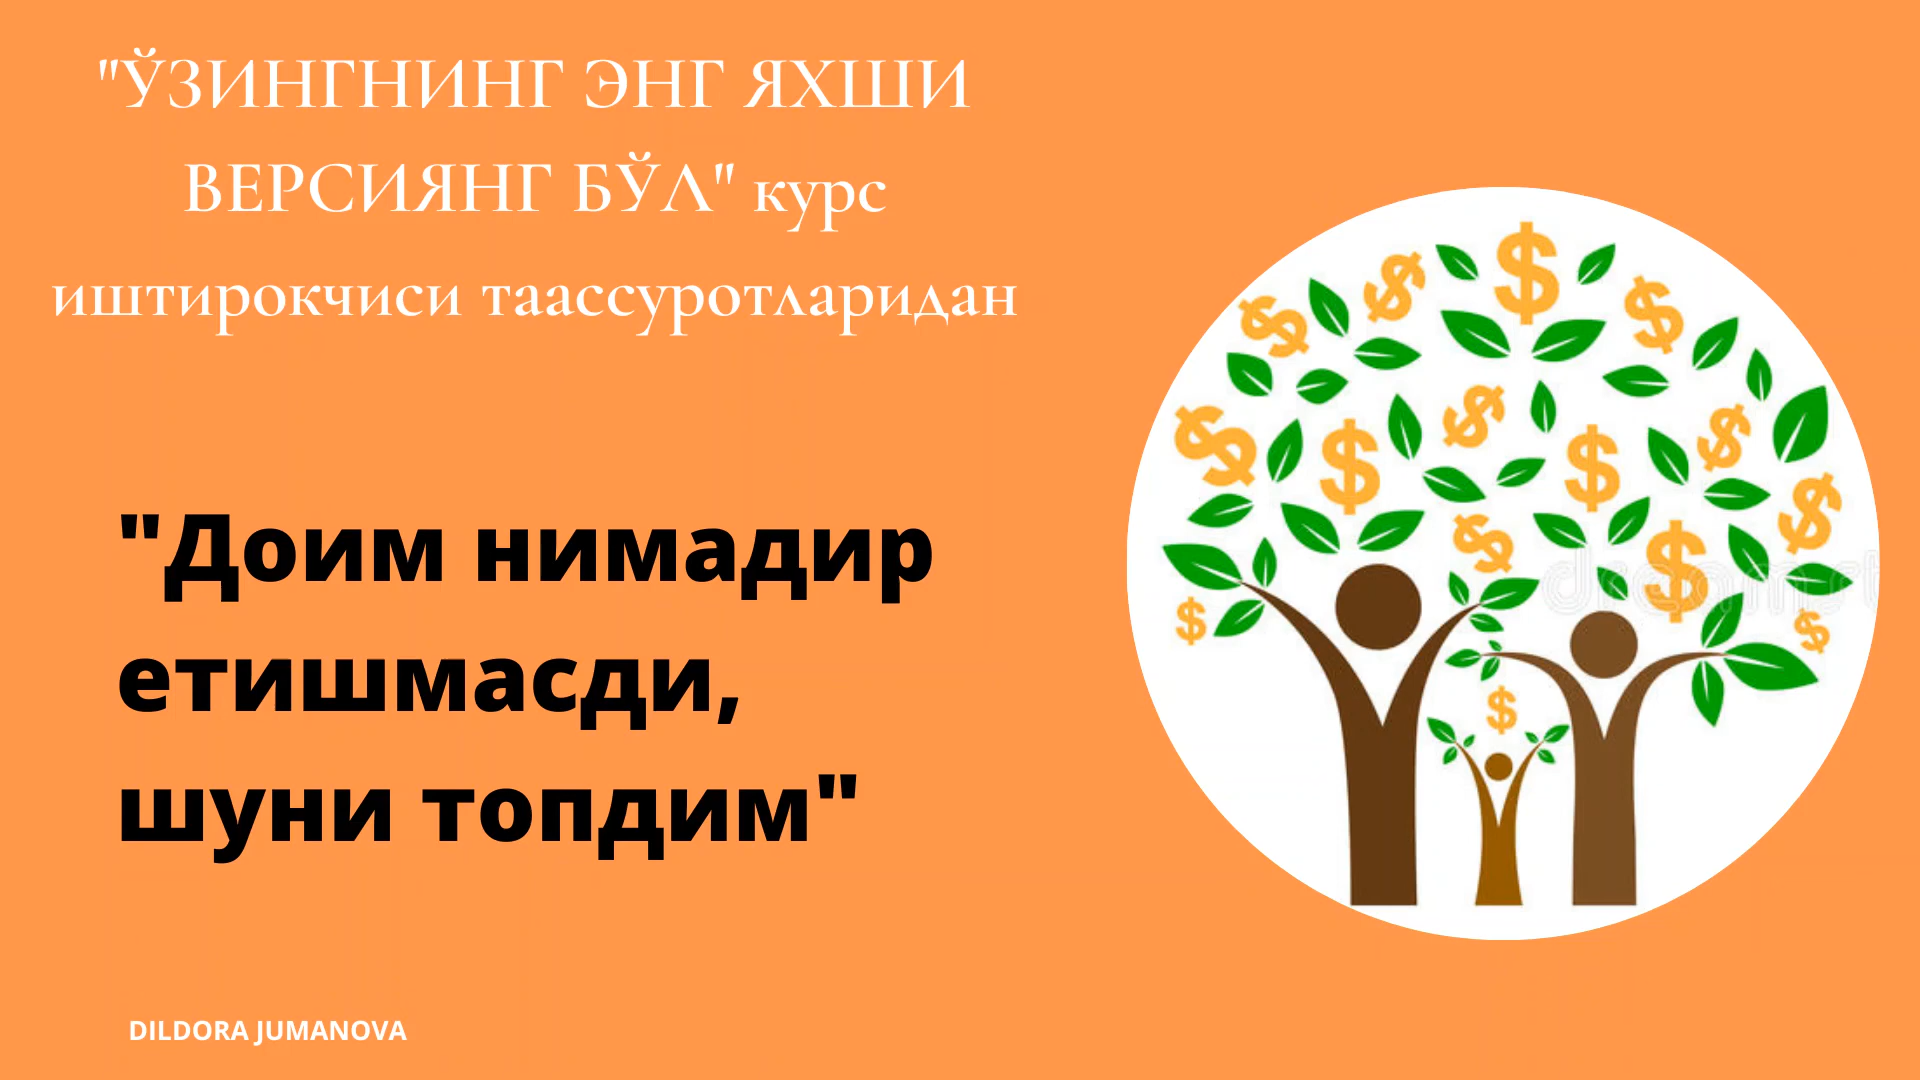 "ЎЗИНГНИНГ ЭНГ ЯХШИ
ВЕРСИЯНГ БЎЛ" курс
иштирокчиси таассуротларидан
"Доим нимадир
етишмасди,
шуни топдим"
DILDORA JUMANOVA